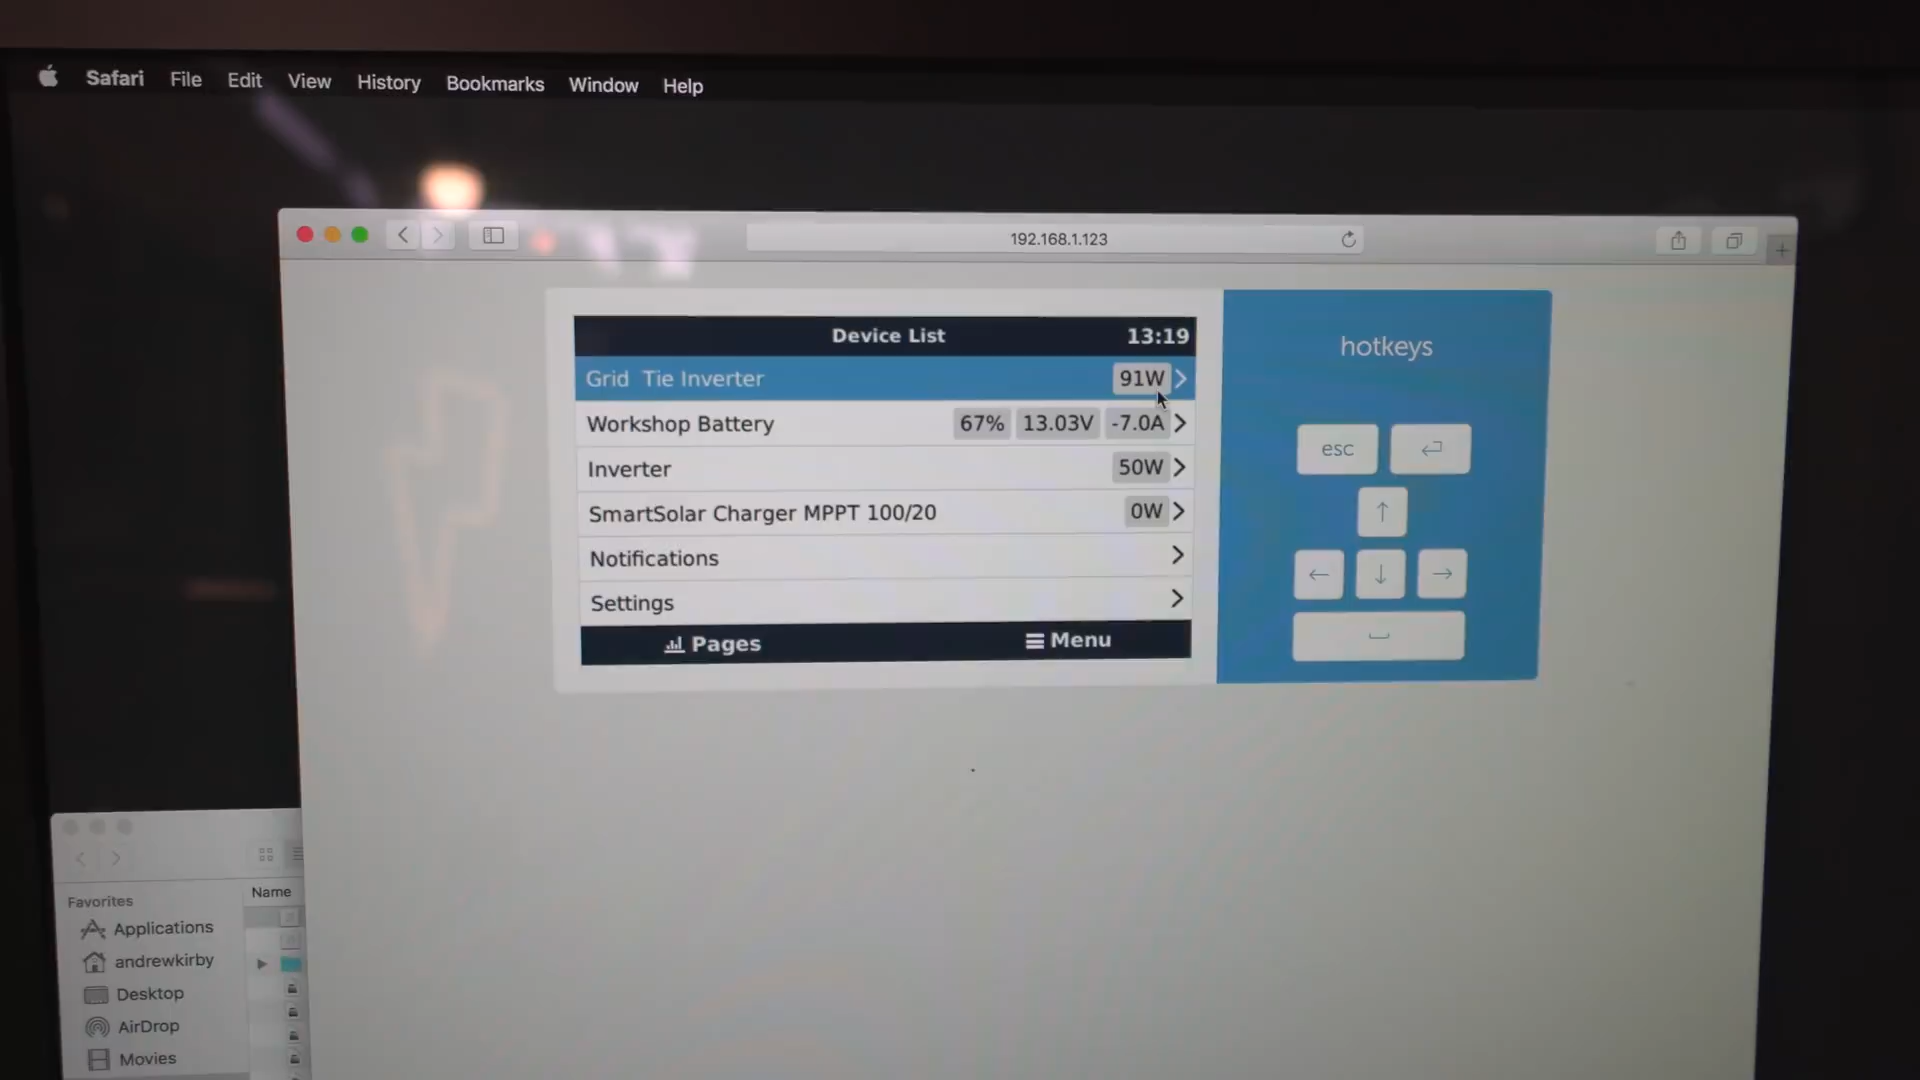 Safari File Edit View History Bookmarks Window Help
192.168.1.123
Device List 13:19
Grid Tie Inverter 91W
Workshop Battery 67% 13.03V -7.0A
Inverter 50W
SmartSolar Charger MPPT 100/20 0W
Notifications
Settings
Pages Menu
hotkeys
esc
Name
Favorites
Applications
andrewkirby
Desktop
AirDrop
Movies